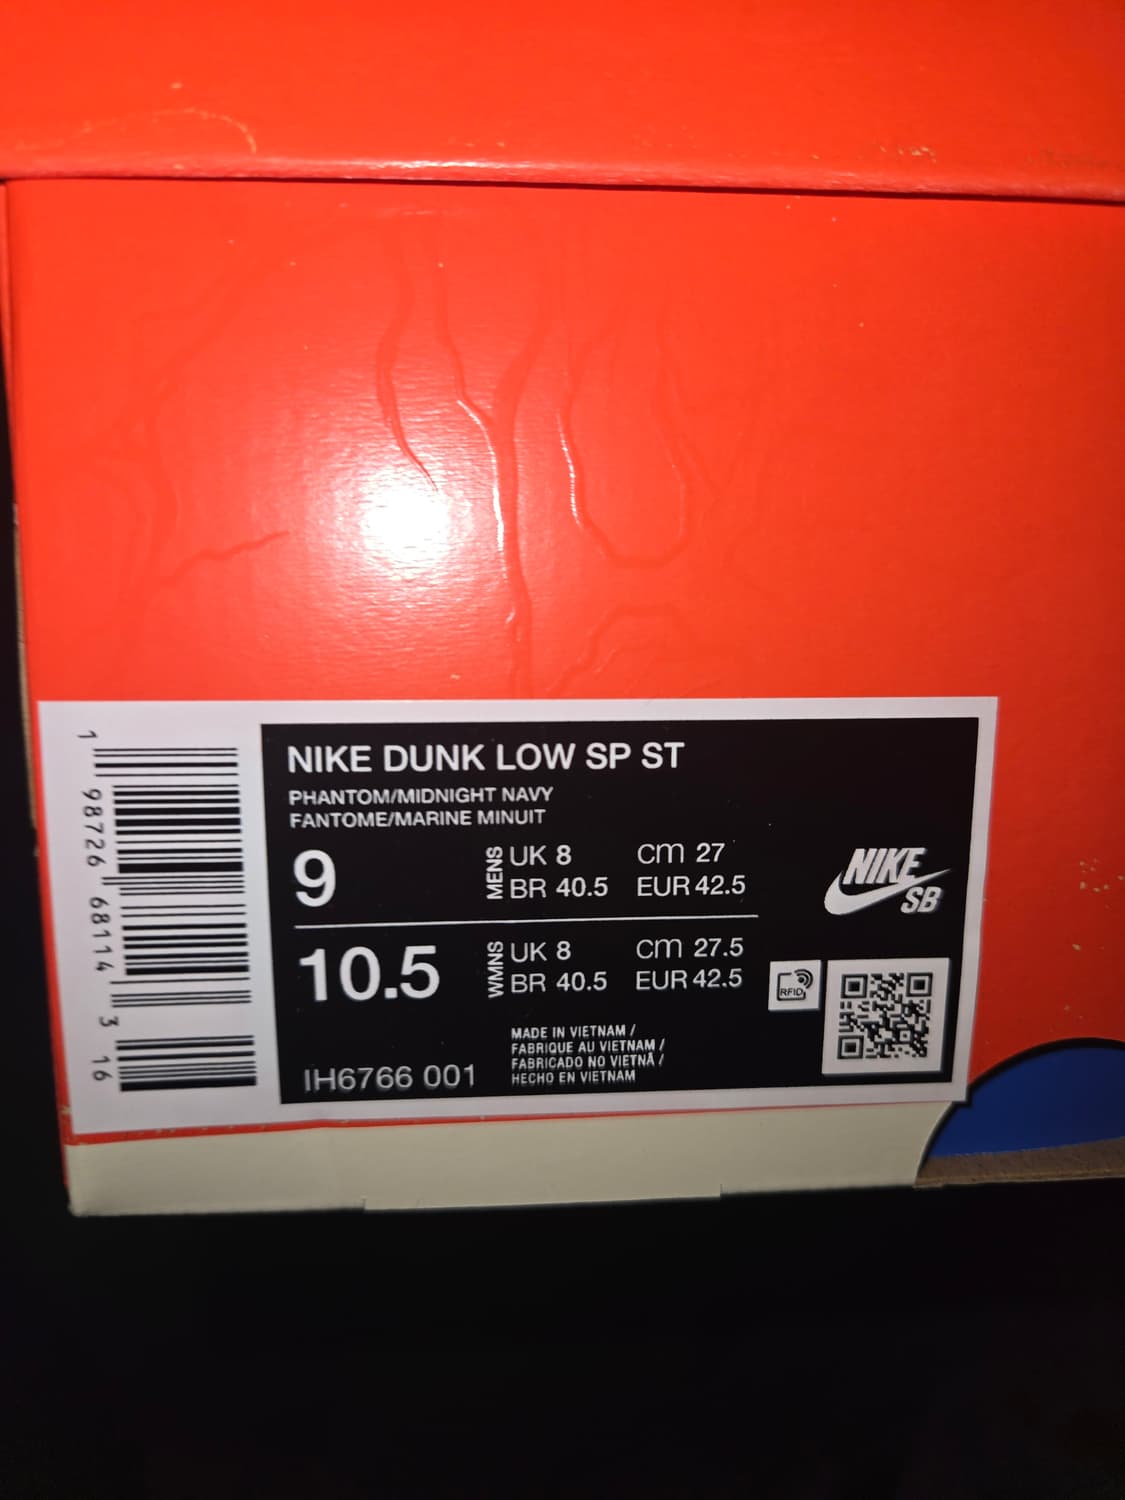 NIKE DUNK LOW SP ST
PHANTOM/MIDNIGHT NAVY
FANTOME/MARINE MINUIT
9
MENS
UK 8 cm 27
BR 40.5 EUR 42.5
10.5
WMNS
UK 8 cm 27.5
BR 40.5 EUR 42.5
NIKE
SB
RFID
MADE IN VIETNAM /
FABRIQUE AU VIETNAM /
FABRICADO NO VIETNÃ /
HECHO EN VIETNAM
IH6766 001
1 98726 68114 3 16